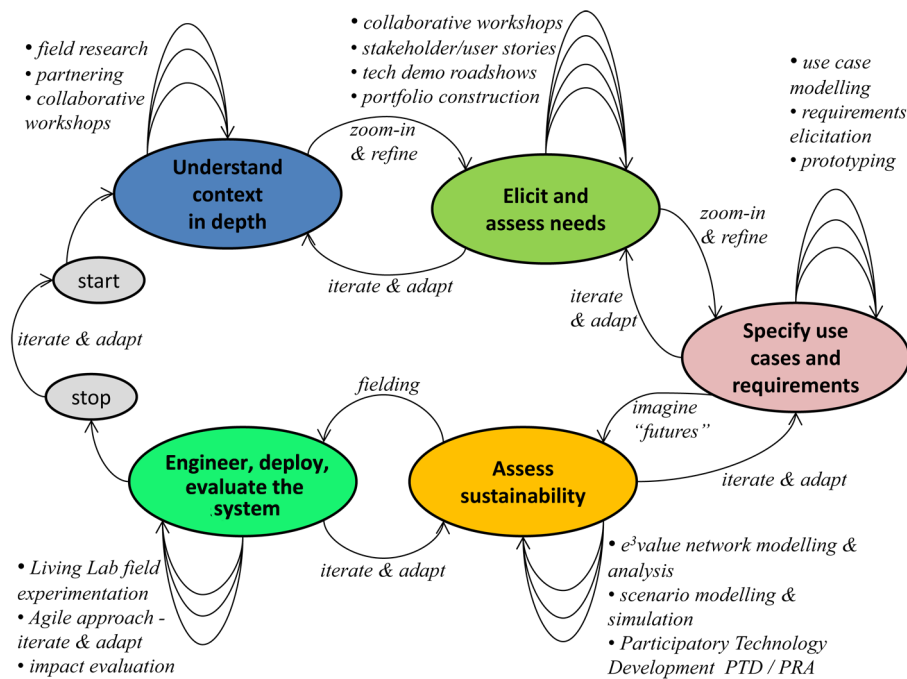 • field research
• partnering
• collaborative
workshops
• collaborative workshops
• stakeholder/user stories
• tech demo roadshows
• portfolio construction
• use case
modelling
• requirements
elicitation
• prototyping
Understand
context
in depth
zoom-in
& refine
Elicit and
assess needs
zoom-in
& refine
iterate & adapt
start
iterate & adapt
stop
iterate
& adapt
Specify use
cases and
requirements
fielding
imagine
“futures”
Engineer, deploy,
evaluate the
system
Assess
sustainability
iterate & adapt
iterate & adapt
• Living Lab field
experimentation
• Agile approach -
iterate & adapt
• impact evaluation
• e³value network modelling &
analysis
• scenario modelling &
simulation
• Participatory Technology
Development PTD / PRA